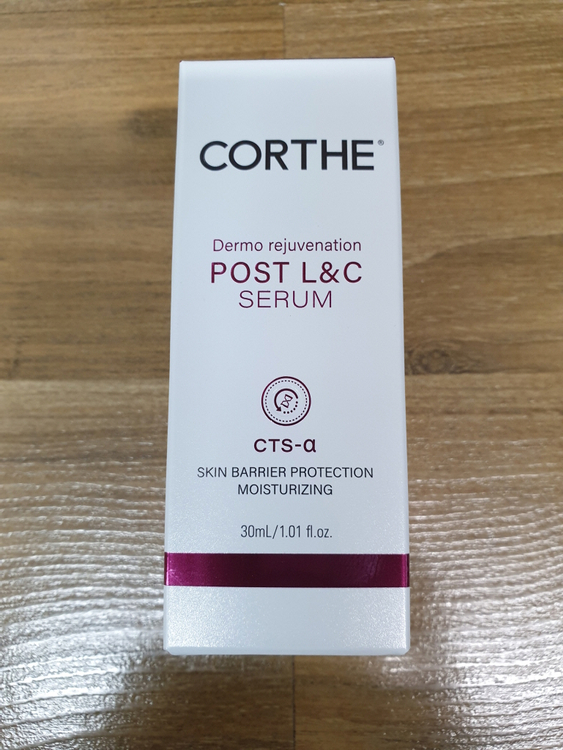 CORTHE®
Dermo rejuvenation
POST L&C
SERUM
CTS-α
SKIN BARRIER PROTECTION
MOISTURIZING
30mL/1.01 fl.oz.